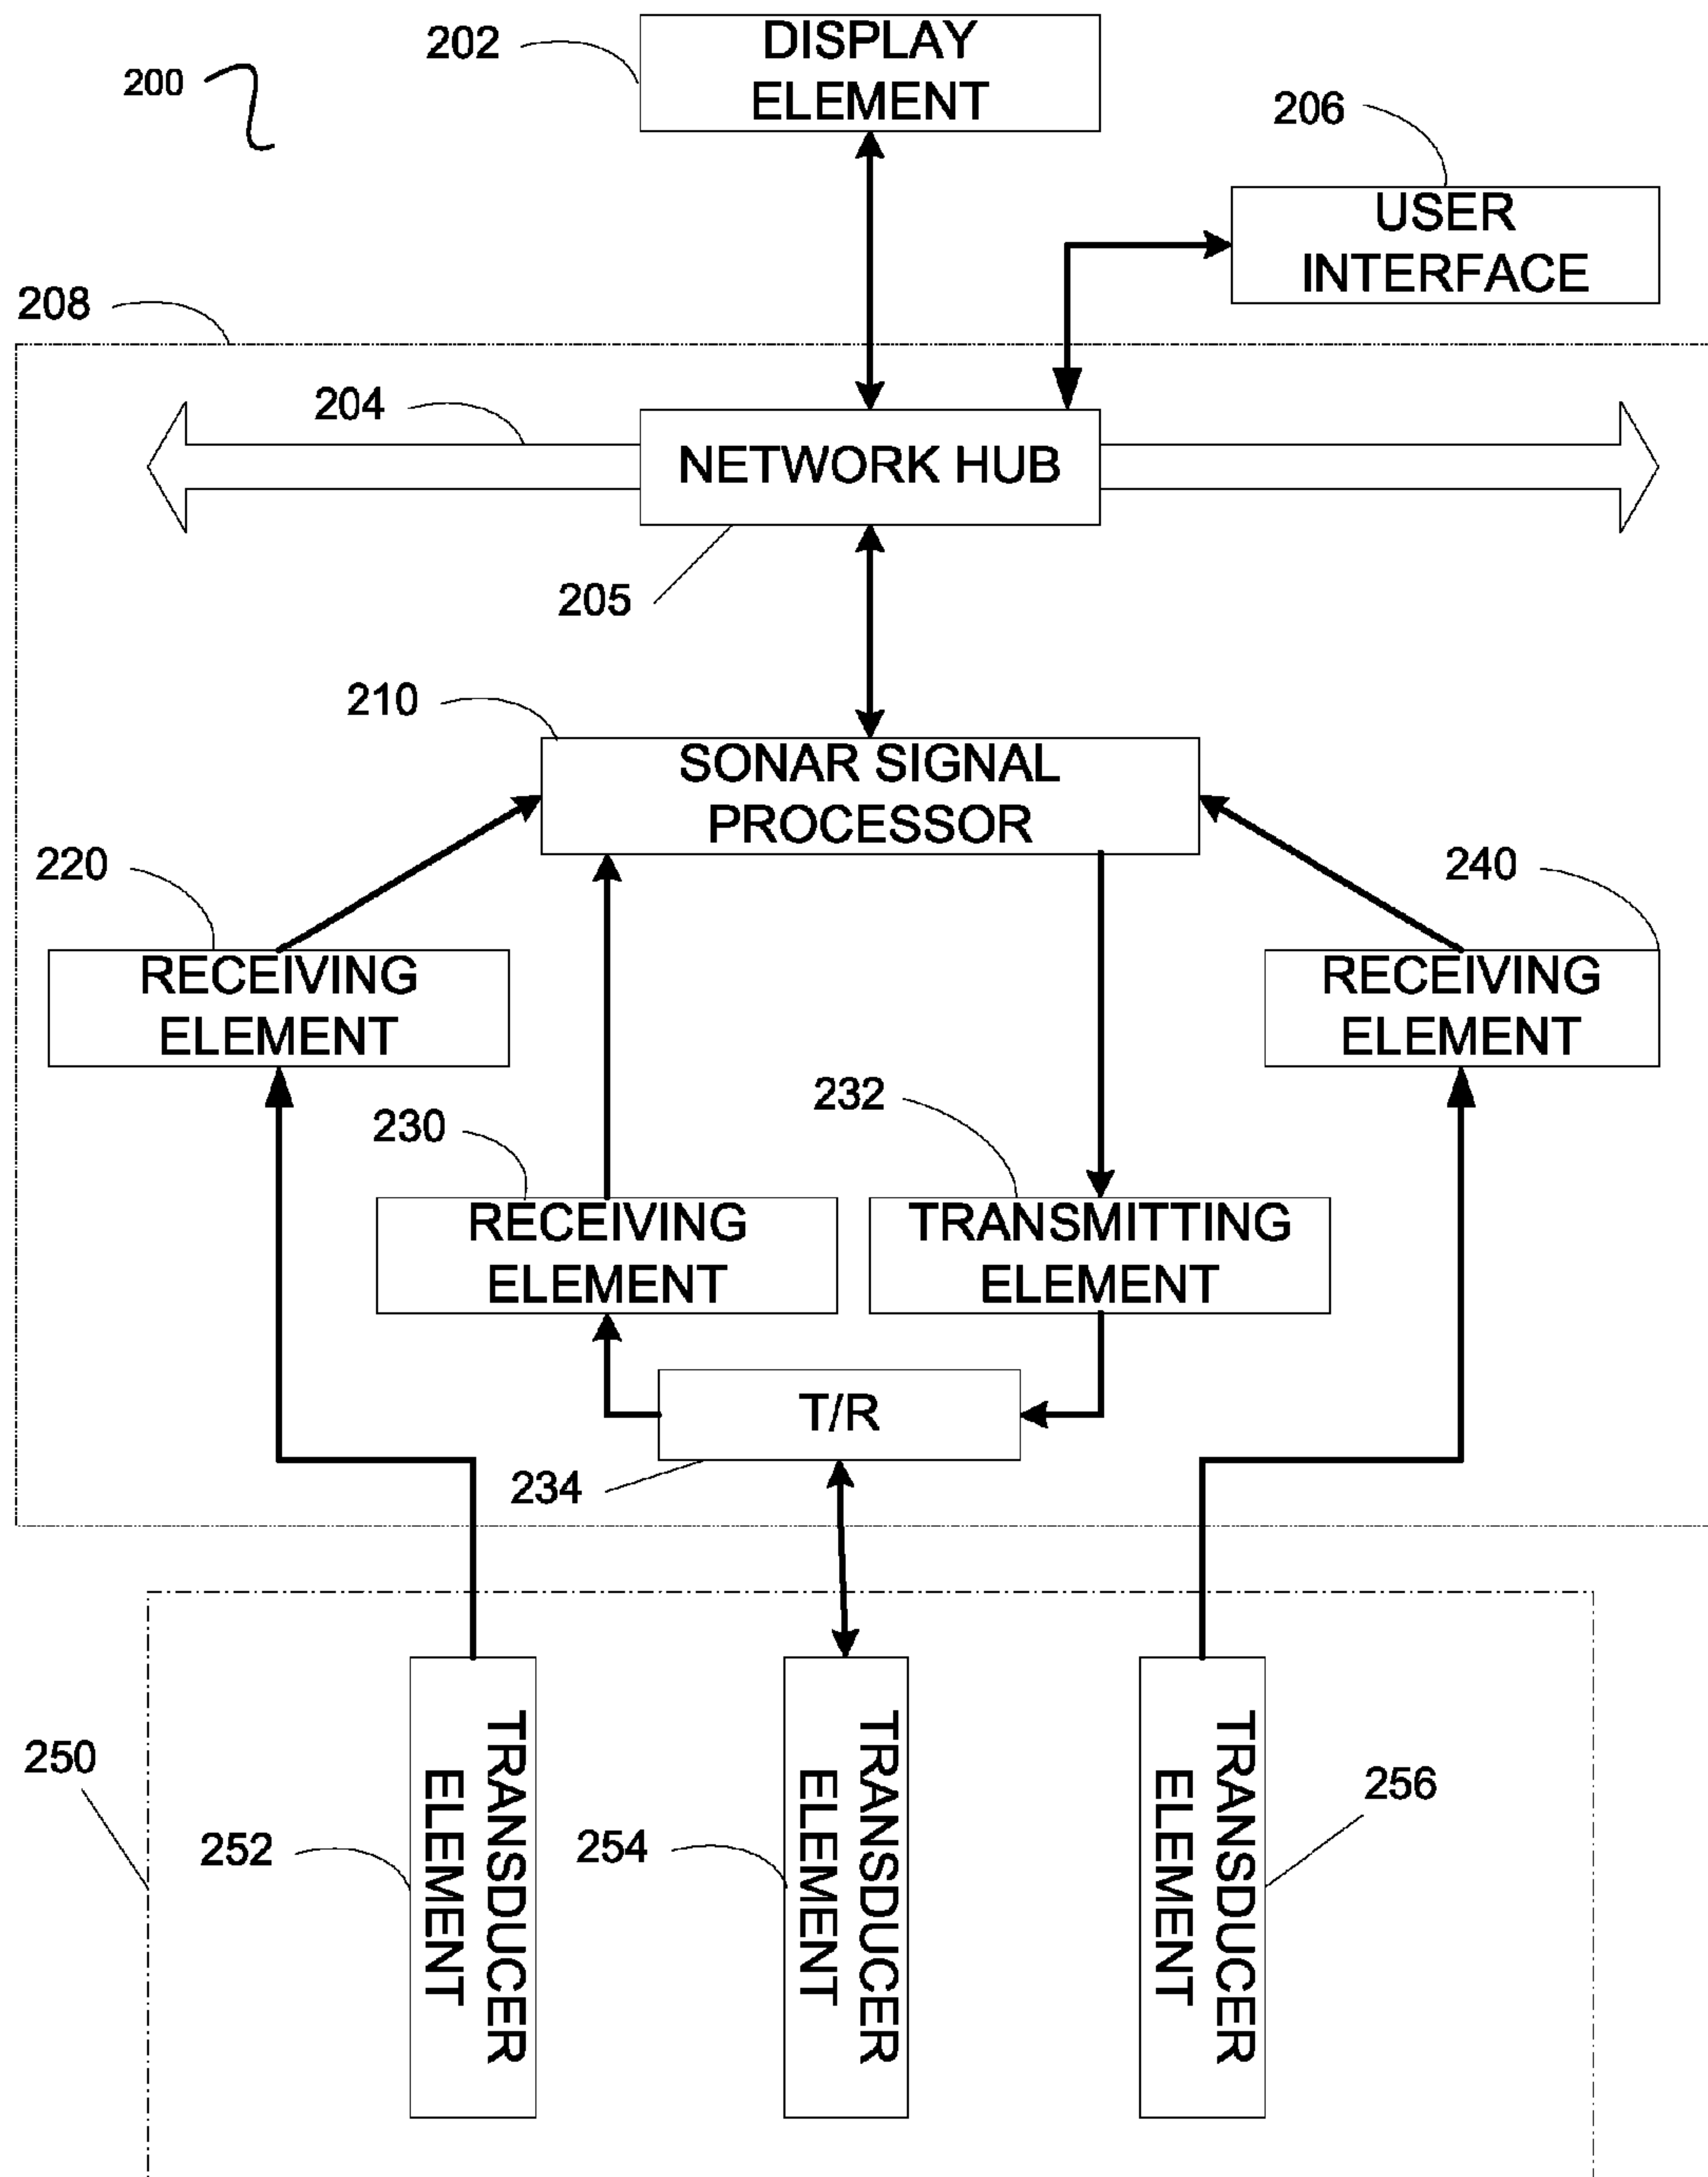 202
DISPLAY
ELEMENT
200
206
USER
INTERFACE
208
204
NETWORK HUB
205
210
SONAR SIGNAL
PROCESSOR
220
240
RECEIVING
ELEMENT
RECEIVING
ELEMENT
232
230
RECEIVING
ELEMENT
TRANSMITTING
ELEMENT
T/R
234
250
252
TRANSDUCER
ELEMENT
254
TRANSDUCER
ELEMENT
TRANSDUCER
ELEMENT
256